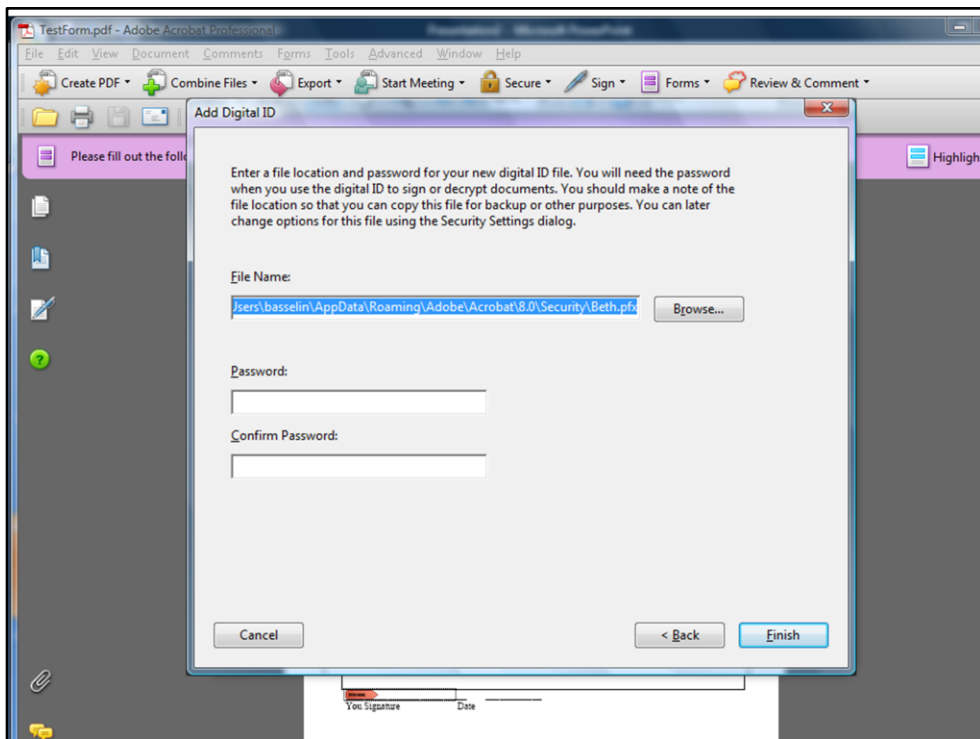 TestForm.pdf - Adobe Acrobat Professional
File Edit View Document Comments Forms Tools Advanced Window Help
Create PDF Combine Files Export Start Meeting Secure Sign Forms Review & Comment
Add Digital ID
Please fill out the follo
Highligh
Enter a file location and password for your new digital ID file. You will need the password
when you use the digital ID to sign or decrypt documents. You should make a note of the
file location so that you can copy this file for backup or other purposes. You can later
change options for this file using the Security Settings dialog.
File Name:
Jsers\basselin\AppData\Roaming\Adobe\Acrobat\8.0\Security\Beth.pfx
Browse...
Password:
Confirm Password:
Cancel
< Back
Finish
You Signature Date